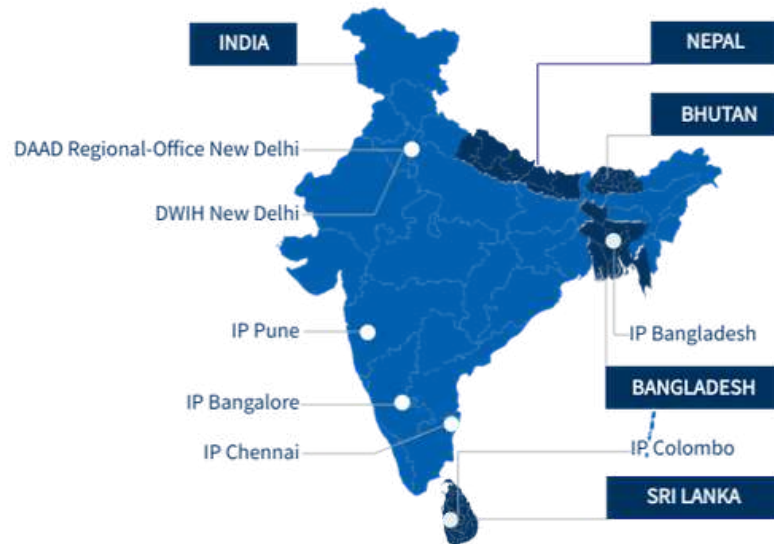 INDIA
NEPAL
BHUTAN
DAAD Regional-Office New Delhi
DWIH New Delhi
IP Pune
IP Bangladesh
BANGLADESH
IP Bangalore
IP Chennai
IP Colombo
SRI LANKA